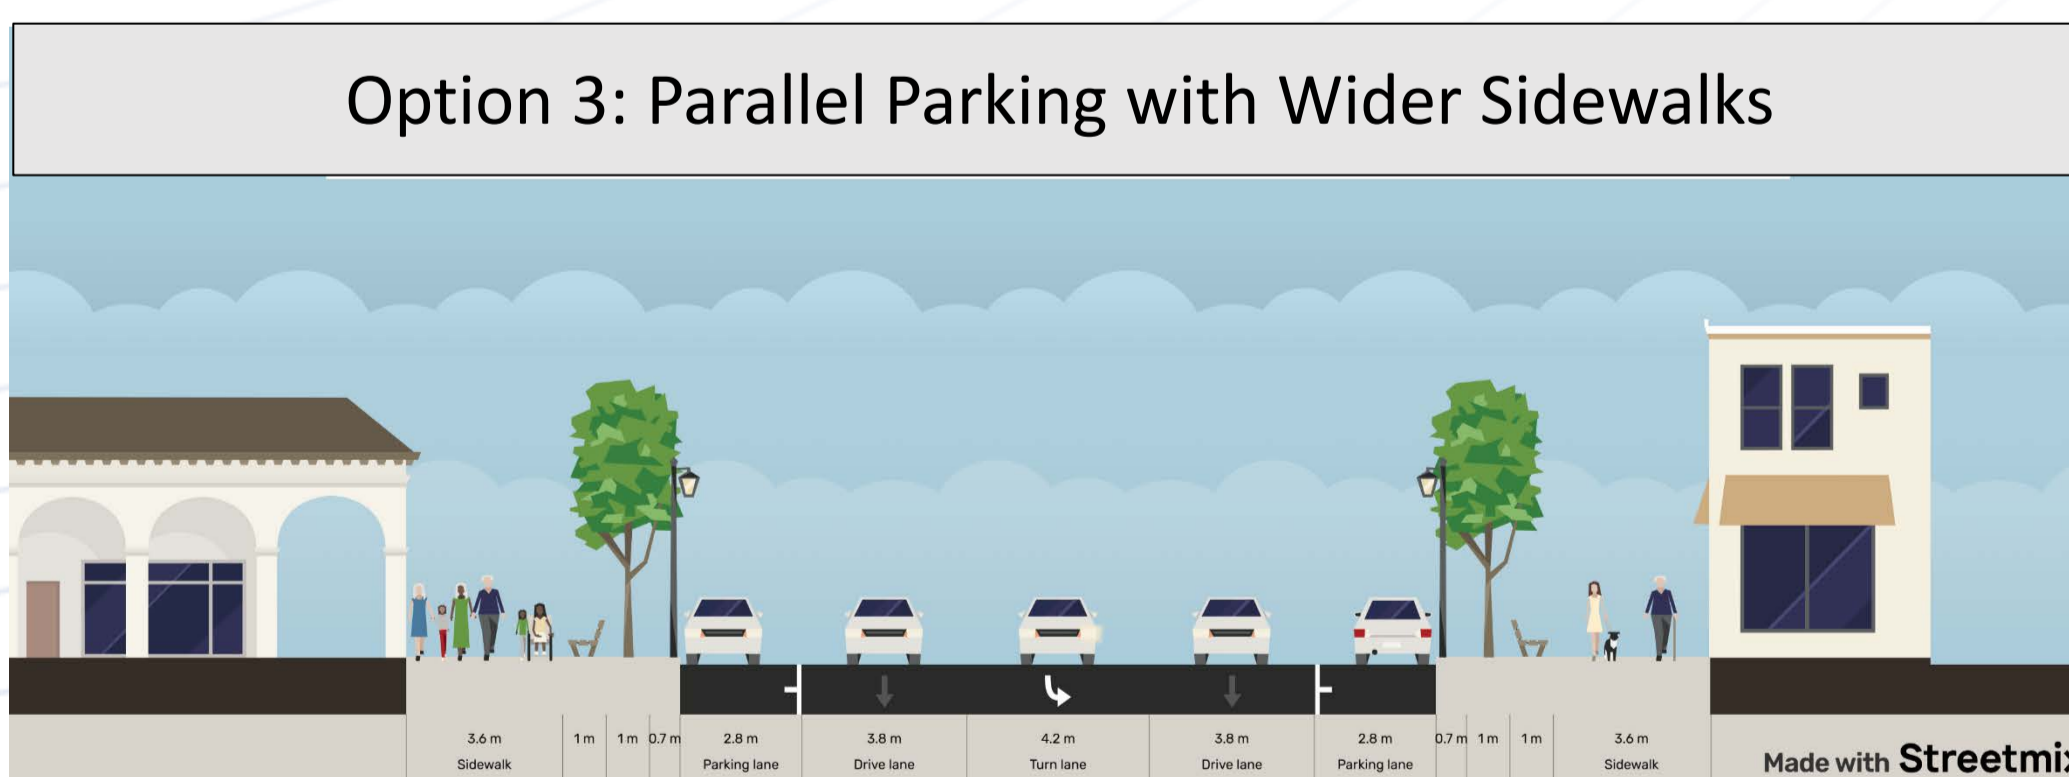 Option 3: Parallel Parking with Wider Sidewalks
3.6 m 1 m 1 m 0.7 m 2.8 m 3.8 m 4.2 m 3.8 m 2.8 m 0.7 m 1 m 1 m 3.6 m
Sidewalk Parking lane Drive lane Turn lane Drive lane Parking lane Sidewalk
Made with Streetmix